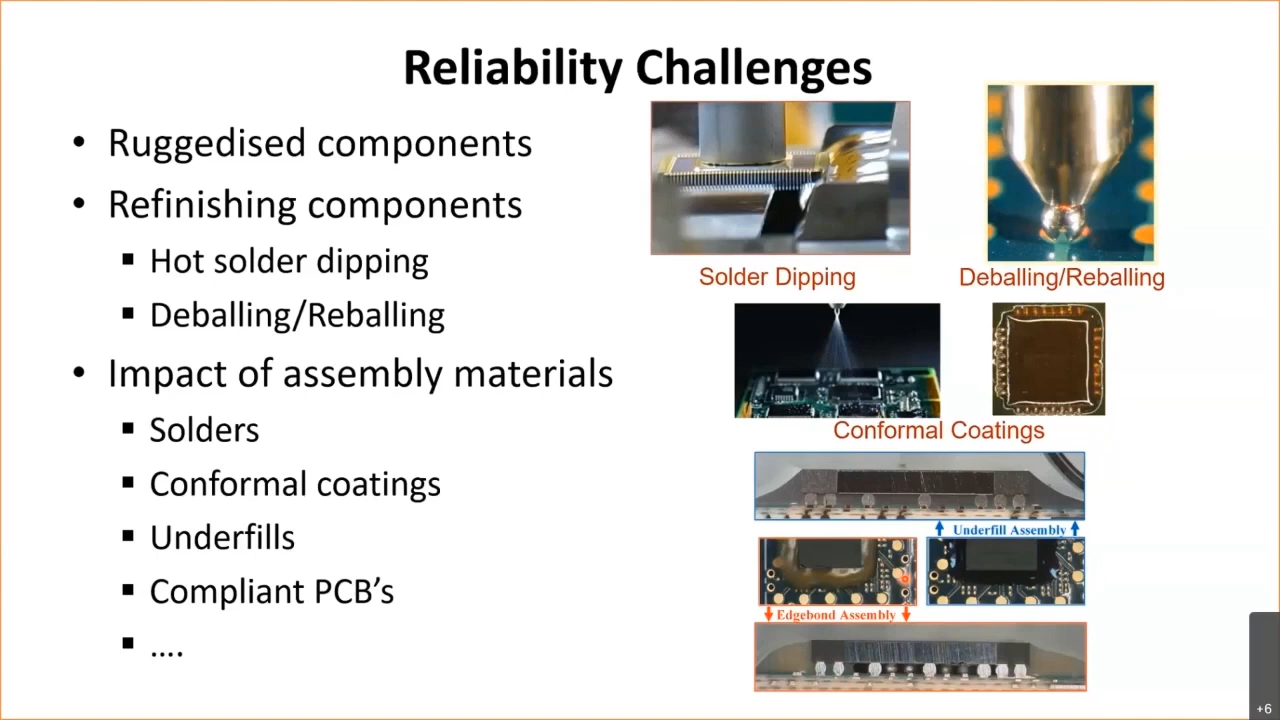 Reliability Challenges
• Ruggedised components
• Refinishing components
▪ Hot solder dipping
▪ Deballing/Reballing
• Impact of assembly materials
▪ Solders
▪ Conformal coatings
▪ Underfills
▪ Compliant PCB’s
▪ ....
Solder Dipping
Deballing/Reballing
Conformal Coatings
Underfill Assembly
Edgebond Assembly
+6